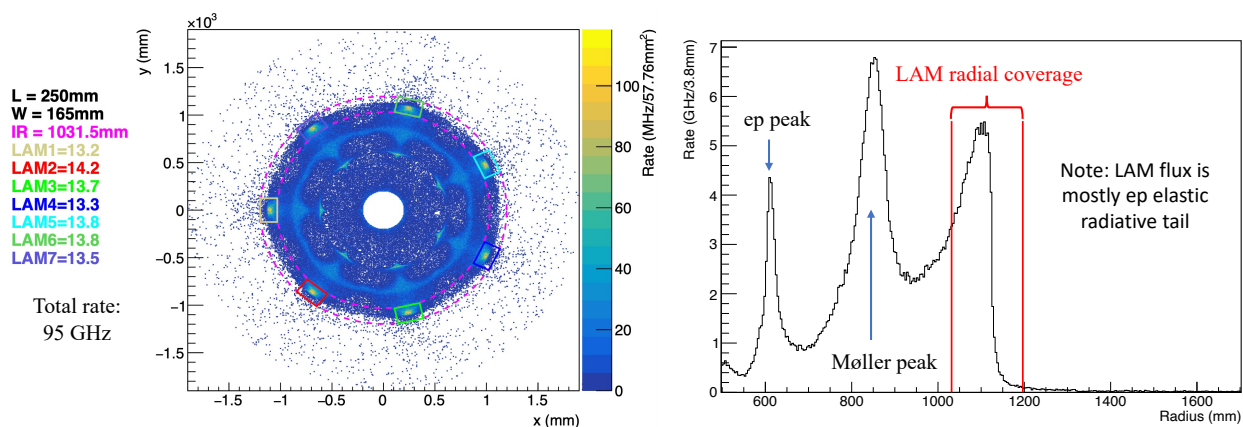 L = 250mm
W = 165mm
IR = 1031.5mm
LAM1=13.2
LAM2=14.2
LAM3=13.7
LAM4=13.3
LAM5=13.8
LAM6=13.8
LAM7=13.5
Total rate:
95 GHz
×10³
y (mm)
1.5
1
0.5
0
−0.5
−1
−1.5
−1.5 −1 −0.5 0 0.5 1 1.5
x (mm)
100
80
60
40
20
0
Rate (MHz/57.76mm²)
Rate (GHz/3.8mm)
7
6
5
4
3
2
1
0
600 800 1000 1200 1400 1600
Radius (mm)
ep peak
Møller peak
LAM radial coverage
Note: LAM flux is
mostly ep elastic
radiative tail